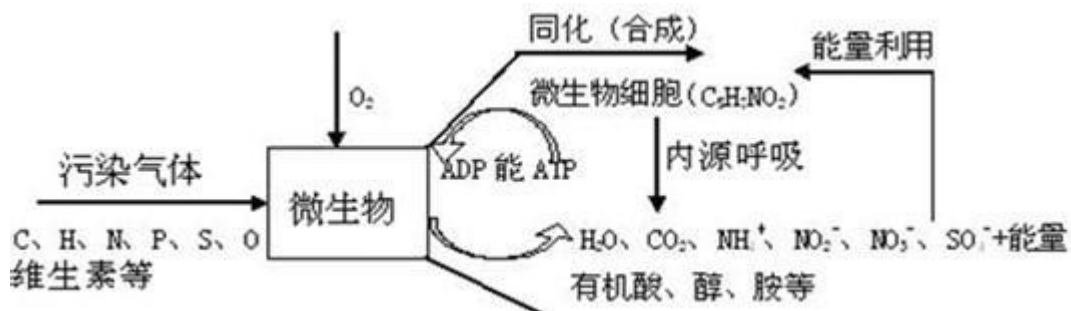 同化（合成）
能量利用
O₂
微生物细胞(C₅H₇NO₂)
污染气体
ADP 能 ATP
内源呼吸
微生物
C、H、N、P、S、O
H₂O、CO₂、NH₄⁺、NO₂⁻、NO₃⁻、SO₄⁻+能量
维生素等
有机酸、醇、胺等